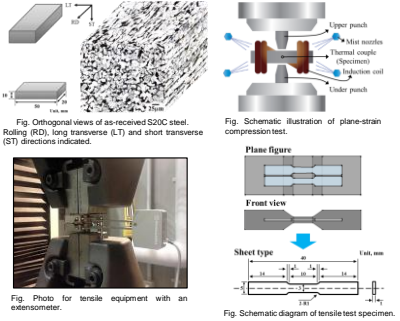 LT
RD
ST
10
50
20
Unit, mm
25µm
Fig. Orthogonal views of as-received S20C steel.
Rolling (RD), long transverse (LT) and short transverse
(ST) directions indicated.
Upper punch
Mist nozzles
Thermal couple
(Specimen)
Induction coil
Under punch
Fig. Schematic illustration of plane-strain
compression test.
Fig. Photo for tensile equipment with an
extensometer.
Plane figure
Front view
Sheet type
Unit, mm
40
14
10
14
Fig. Schematic diagram of tensile test specimen.